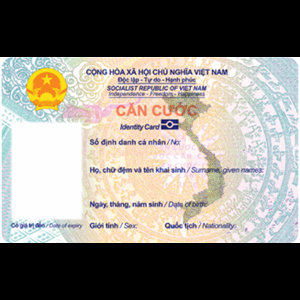 CỘNG HÒA XÃ HỘI CHỦ NGHĨA VIỆT NAM
Độc lập - Tự do - Hạnh phúc
SOCIALIST REPUBLIC OF VIET NAM
Independence - Freedom - Happiness
CĂN CƯỚC
Identity Card
Số định danh cá nhân / No:
Họ, chữ đệm và tên khai sinh / Surname, given names:
Ngày, tháng, năm sinh / Date of birth:
Có giá trị đến / Date of expiry
Giới tính / Sex:
Quốc tịch / Nationality: